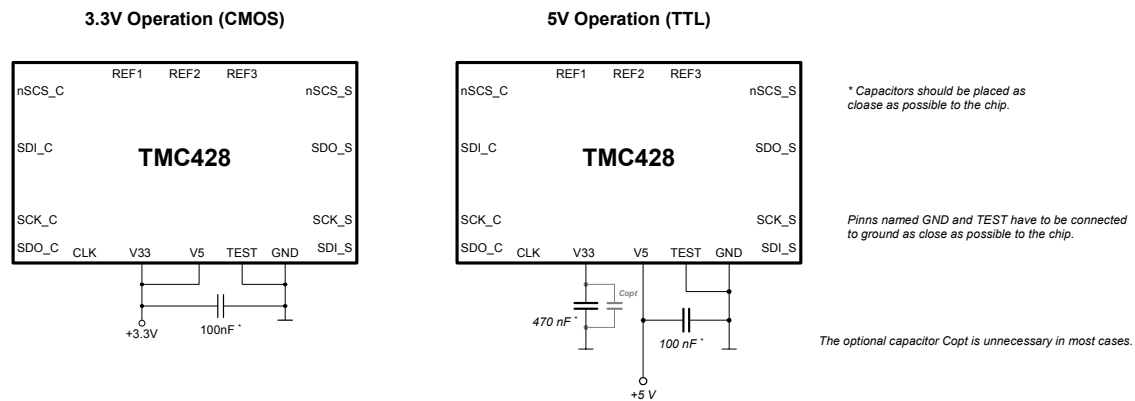 3.3V Operation (CMOS)
5V Operation (TTL)
REF1 REF2 REF3
nSCS_C nSCS_S
SDI_C TMC428 SDO_S
SCK_C SCK_S
SDO_C CLK V33 V5 TEST GND SDI_S
+3.3V
100nF *
REF1 REF2 REF3
nSCS_C nSCS_S
SDI_C TMC428 SDO_S
SCK_C SCK_S
SDO_C CLK V33 V5 TEST GND SDI_S
Copt
470 nF *
100 nF *
+5 V
* Capacitors should be placed as
cloase as possible to the chip.
Pinns named GND and TEST have to be connected
to ground as close as possible to the chip.
The optional capacitor Copt is unnecessary in most cases.